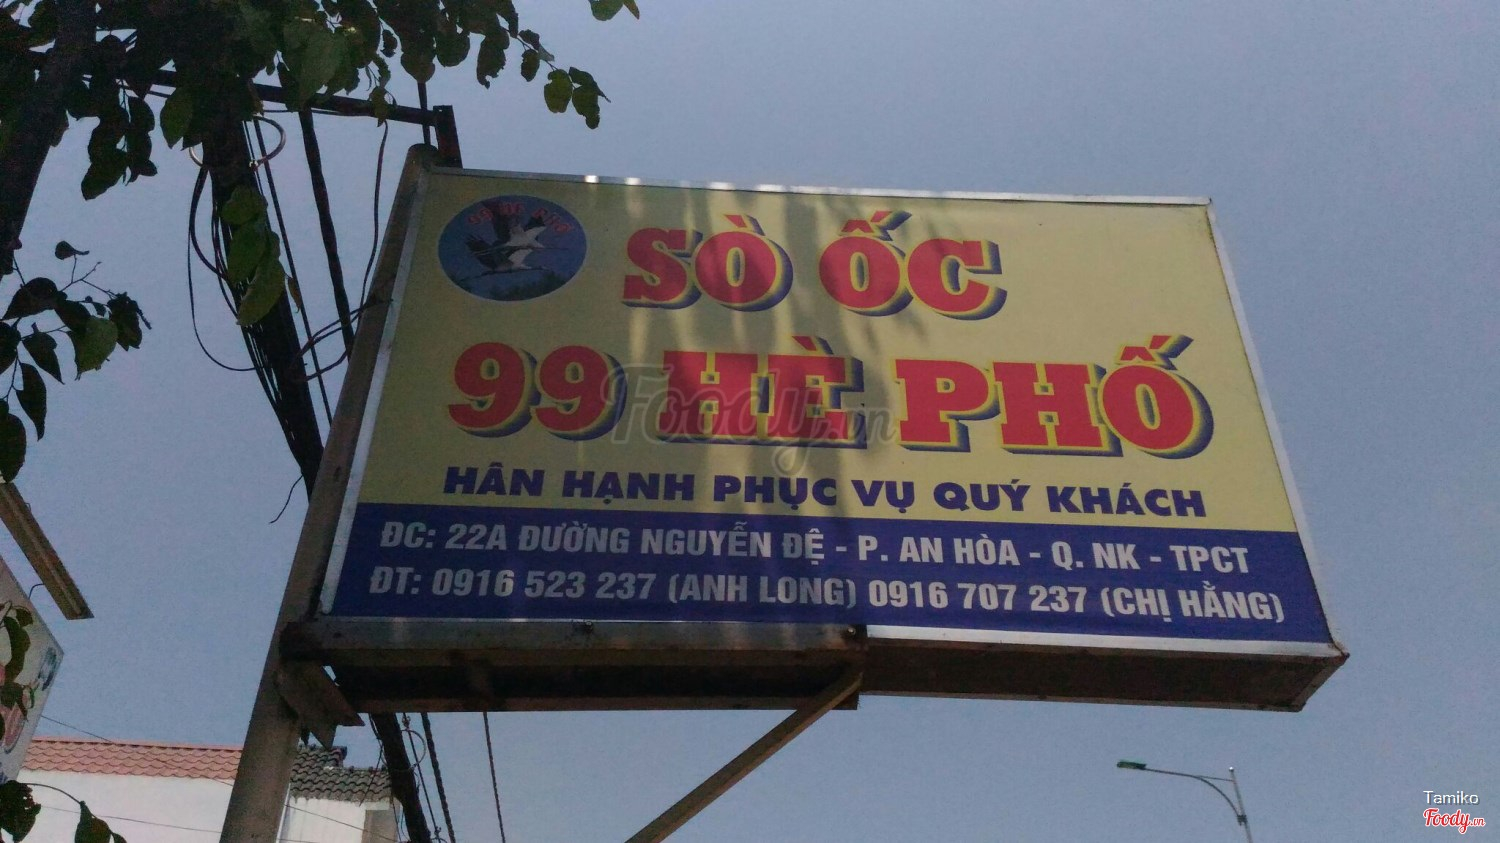 SÒ ỐC
99 HÈ PHỐ
HÂN HẠNH PHỤC VỤ QUÝ KHÁCH
ĐC: 22A ĐƯỜNG NGUYỄN ĐỆ - P. AN HÒA - Q. NK - TPCT
ĐT: 0916 523 237 (ANH LONG) 0916 707 237 (CHỊ HẰNG)
Foody.vn
Tamiko
Foody.vn